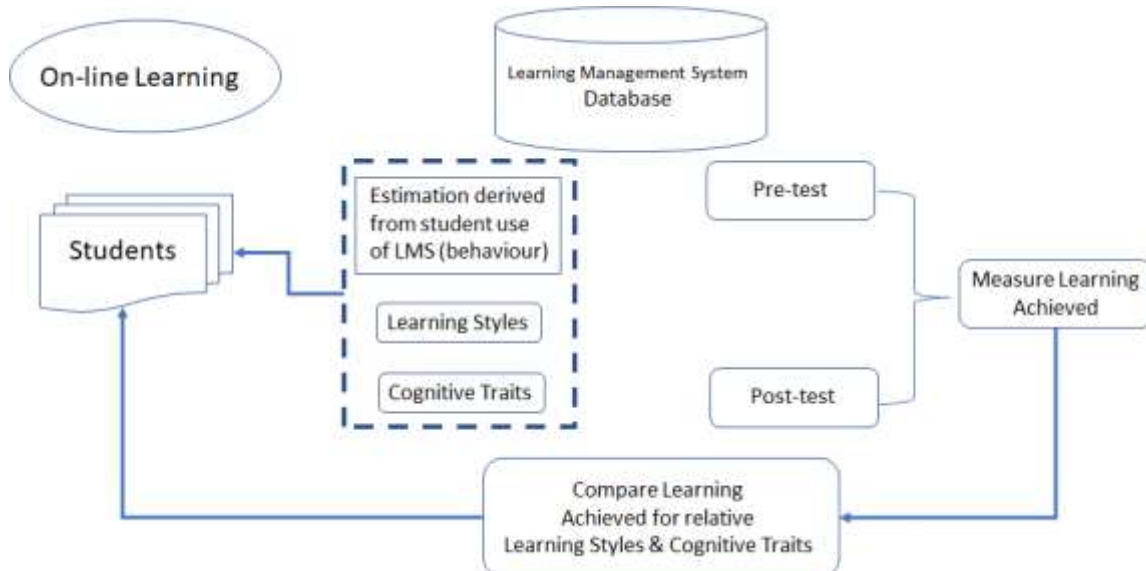 On-line Learning
Learning Management System
Database
Estimation derived
from student use
of LMS (behaviour)
Pre-test
Students
Measure Learning
Achieved
Learning Styles
Cognitive Traits
Post-test
Compare Learning
Achieved for relative
Learning Styles & Cognitive Traits